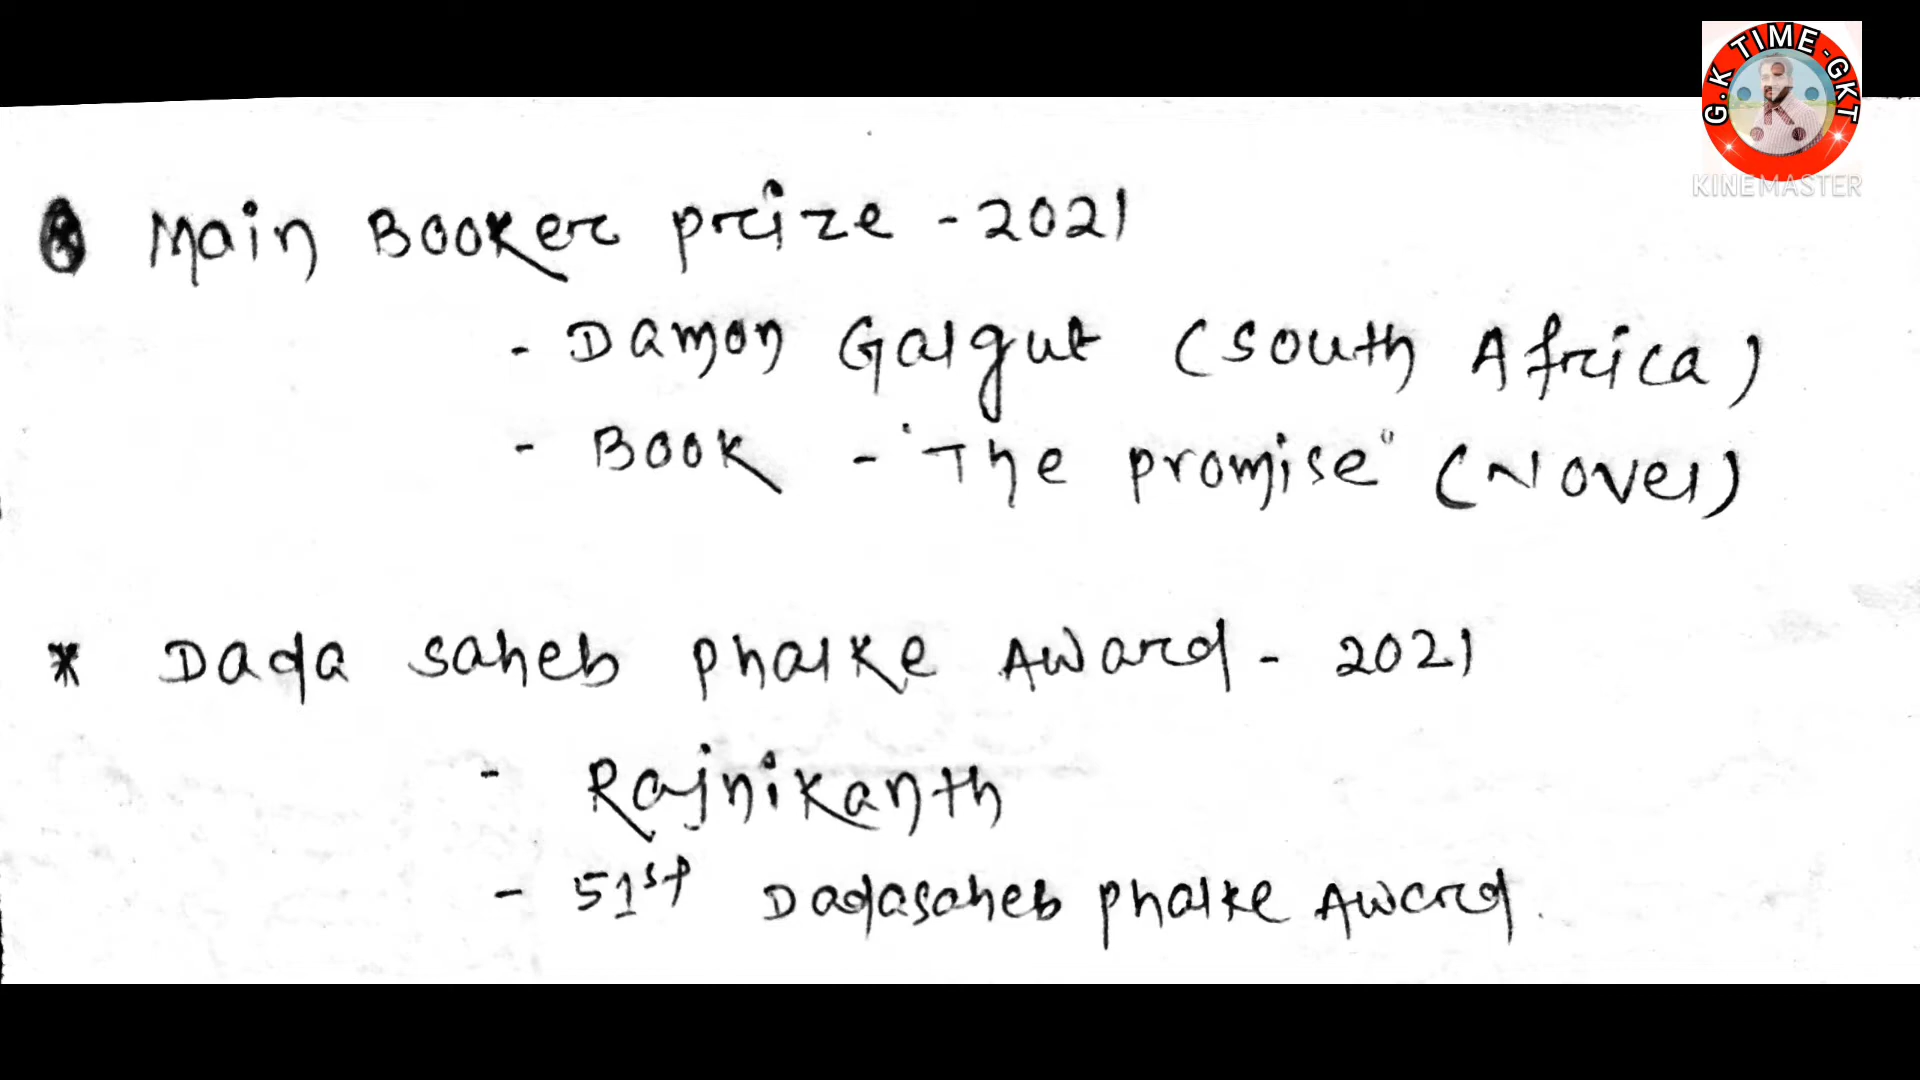 G.K TIME-GKT
KINEMASTER
Main Booker prize - 2021
- Damon Galgut (South Africa)
- Book - "The promise" (Novel)
* Dada saheb phalke Award - 2021
- Rajnikanth
- 51st Dadasaheb phalke Award.